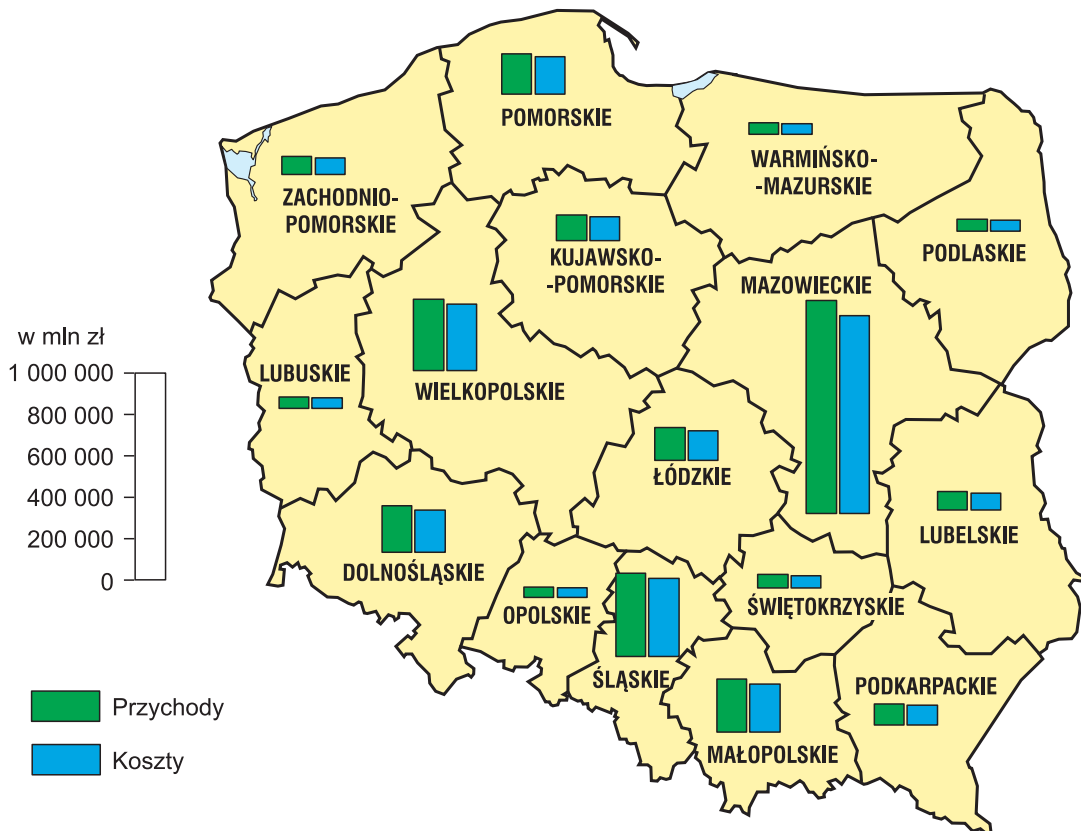 POMORSKIE
WARMIŃSKO-
-MAZURSKIE
ZACHODNIO-
POMORSKIE
KUJAWSKO-
-POMORSKIE
PODLASKIE
MAZOWIECKIE
w mln zł
1 000 000
800 000
600 000
400 000
200 000
0
LUBUSKIE
WIELKOPOLSKIE
ŁÓDZKIE
LUBELSKIE
DOLNOŚLĄSKIE
OPOLSKIE
ŚWIĘTOKRZYSKIE
ŚLĄSKIE
PODKARPACKIE
MAŁOPOLSKIE
Przychody
Koszty